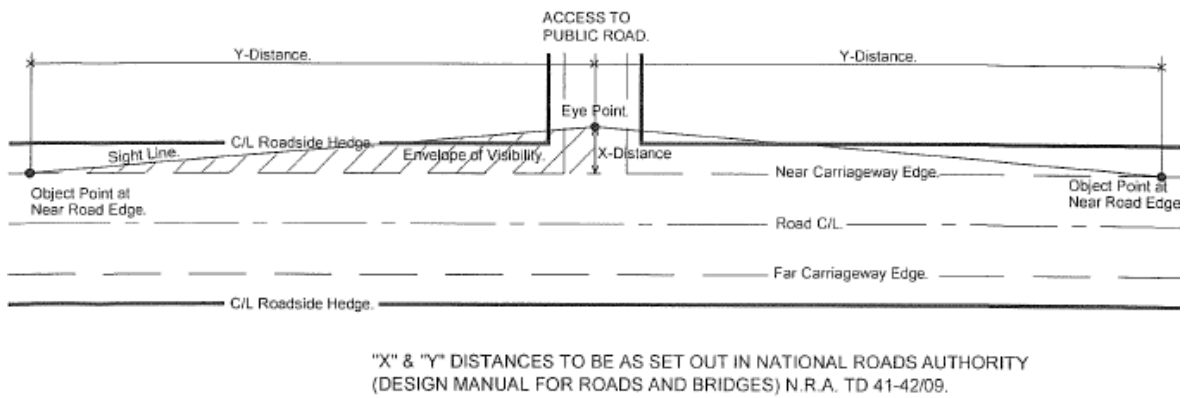 ACCESS TO
PUBLIC ROAD.
Y-Distance.
Y-Distance.
Eye Point.
C/L Roadside Hedge.
Sight Line.
Envelope of Visibility.
X-Distance
Near Carriageway Edge.
Object Point at
Near Road Edge.
Object Point at
Near Road Edge
Road C/L.
Far Carriageway Edge.
C/L Roadside Hedge.
"X" & "Y" DISTANCES TO BE AS SET OUT IN NATIONAL ROADS AUTHORITY
(DESIGN MANUAL FOR ROADS AND BRIDGES) N.R.A. TD 41-42/09.